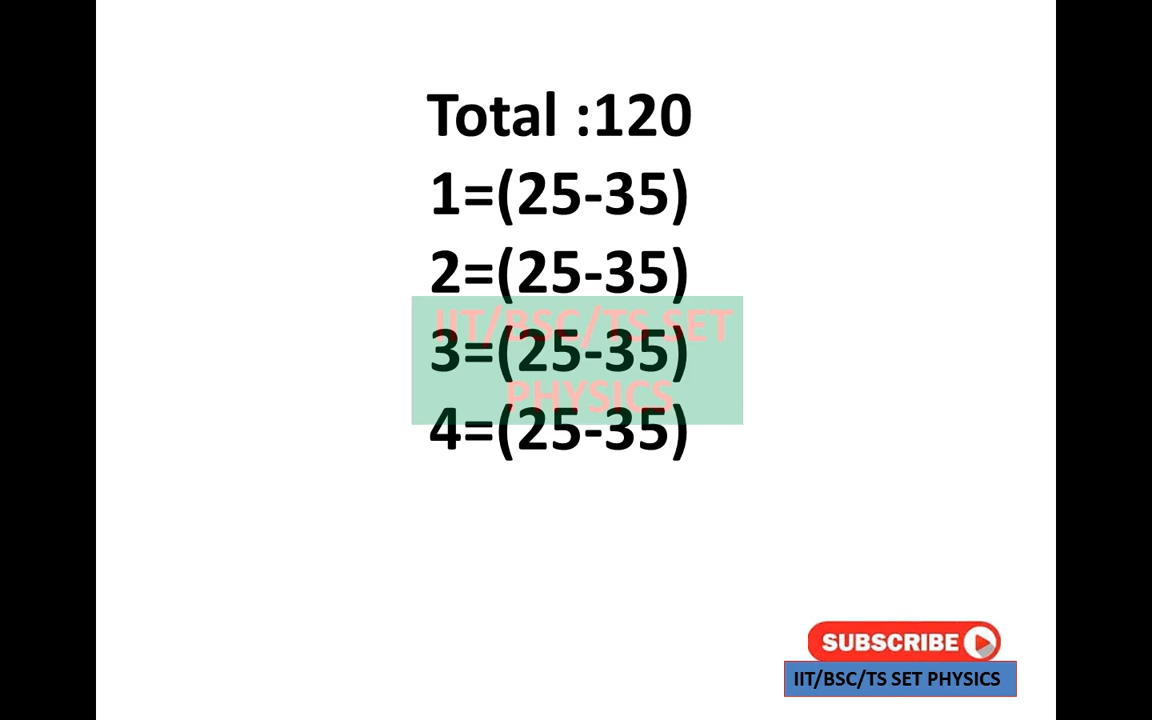 Total :120
1=(25-35)
2=(25-35)
IIT/BSC/TS SET
3=(25-35)
PHYSICS
4=(25-35)
SUBSCRIBE
IIT/BSC/TS SET PHYSICS